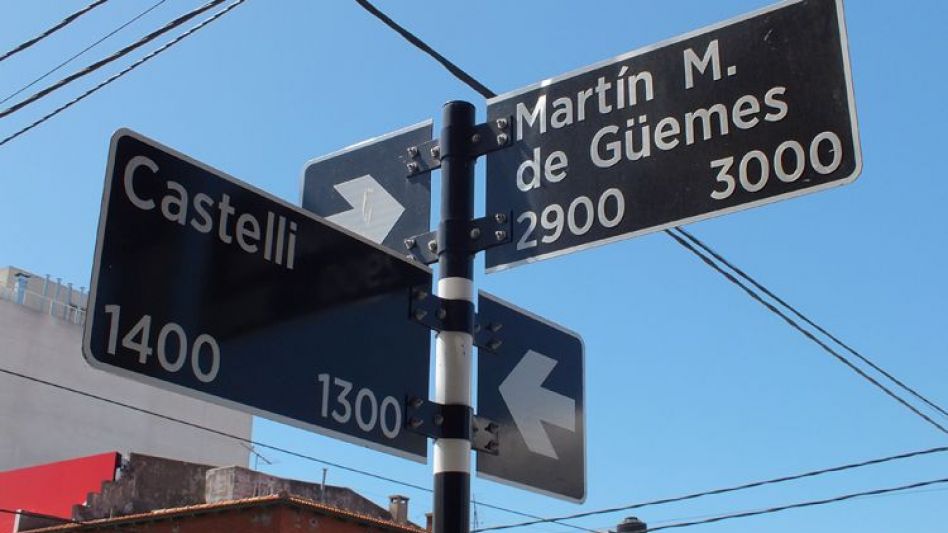 Martín M.
de Güemes
2900 3000
Castelli
1400 1300